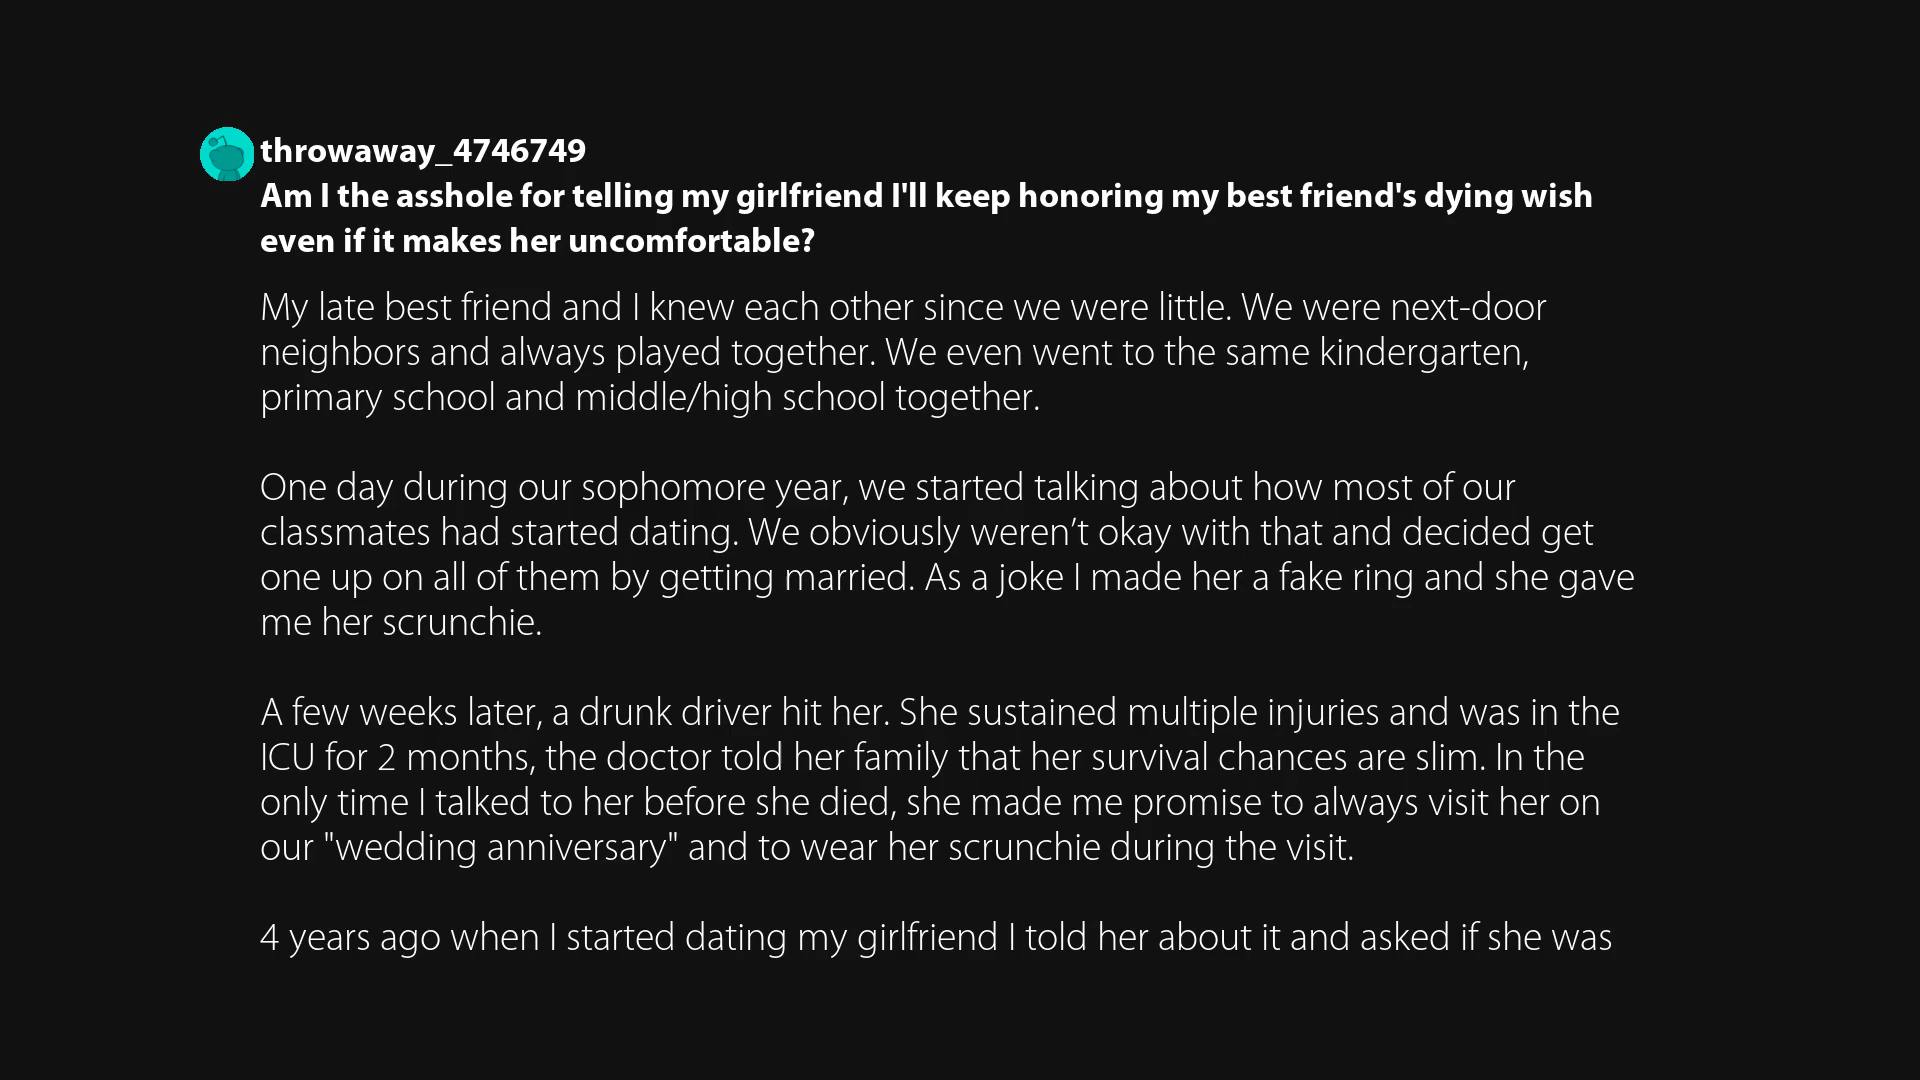 throwaway_4746749
Am I the asshole for telling my girlfriend I'll keep honoring my best friend's dying wish
even if it makes her uncomfortable?
My late best friend and I knew each other since we were little. We were next-door
neighbors and always played together. We even went to the same kindergarten,
primary school and middle/high school together.
One day during our sophomore year, we started talking about how most of our
classmates had started dating. We obviously weren’t okay with that and decided get
one up on all of them by getting married. As a joke I made her a fake ring and she gave
me her scrunchie.
A few weeks later, a drunk driver hit her. She sustained multiple injuries and was in the
ICU for 2 months, the doctor told her family that her survival chances are slim. In the
only time I talked to her before she died, she made me promise to always visit her on
our "wedding anniversary" and to wear her scrunchie during the visit.
4 years ago when I started dating my girlfriend I told her about it and asked if she was